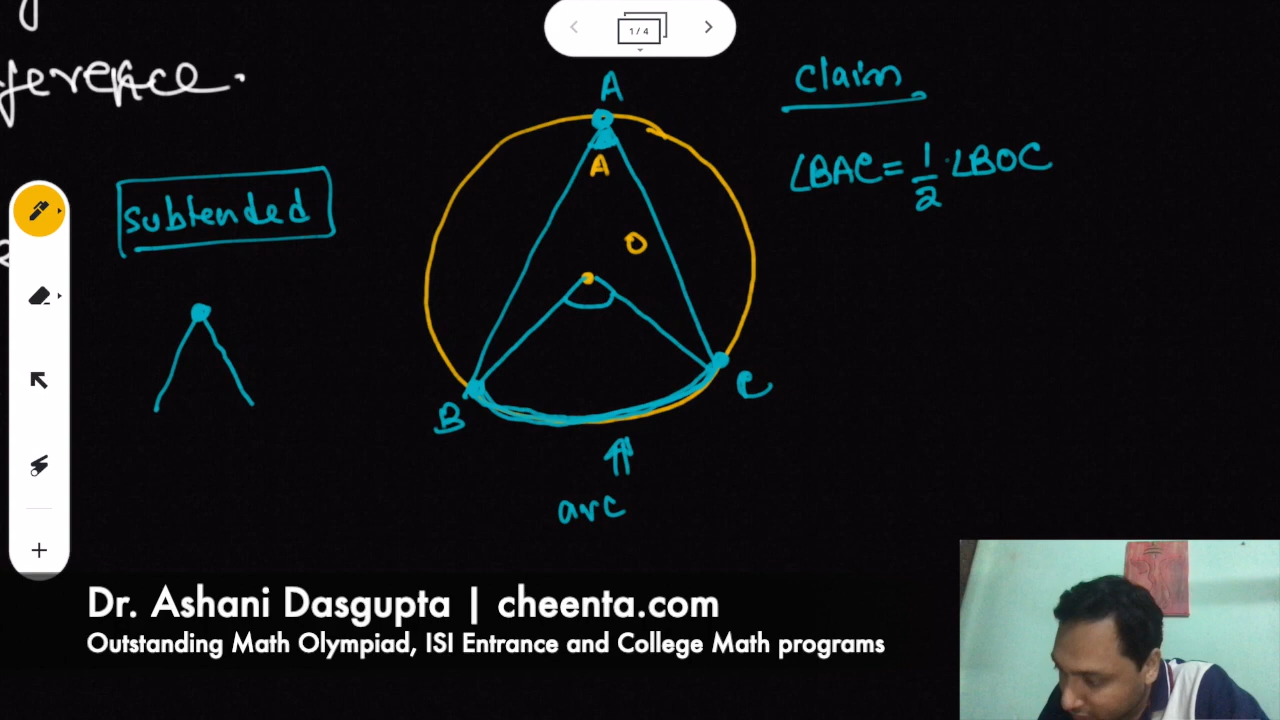 ference.
1/4
A
claim
A
∠BAC = 1/2 · ∠BOC
subtended
O
B
C
arc
Dr. Ashani Dasgupta | cheenta.com
Outstanding Math Olympiad, ISI Entrance and College Math programs